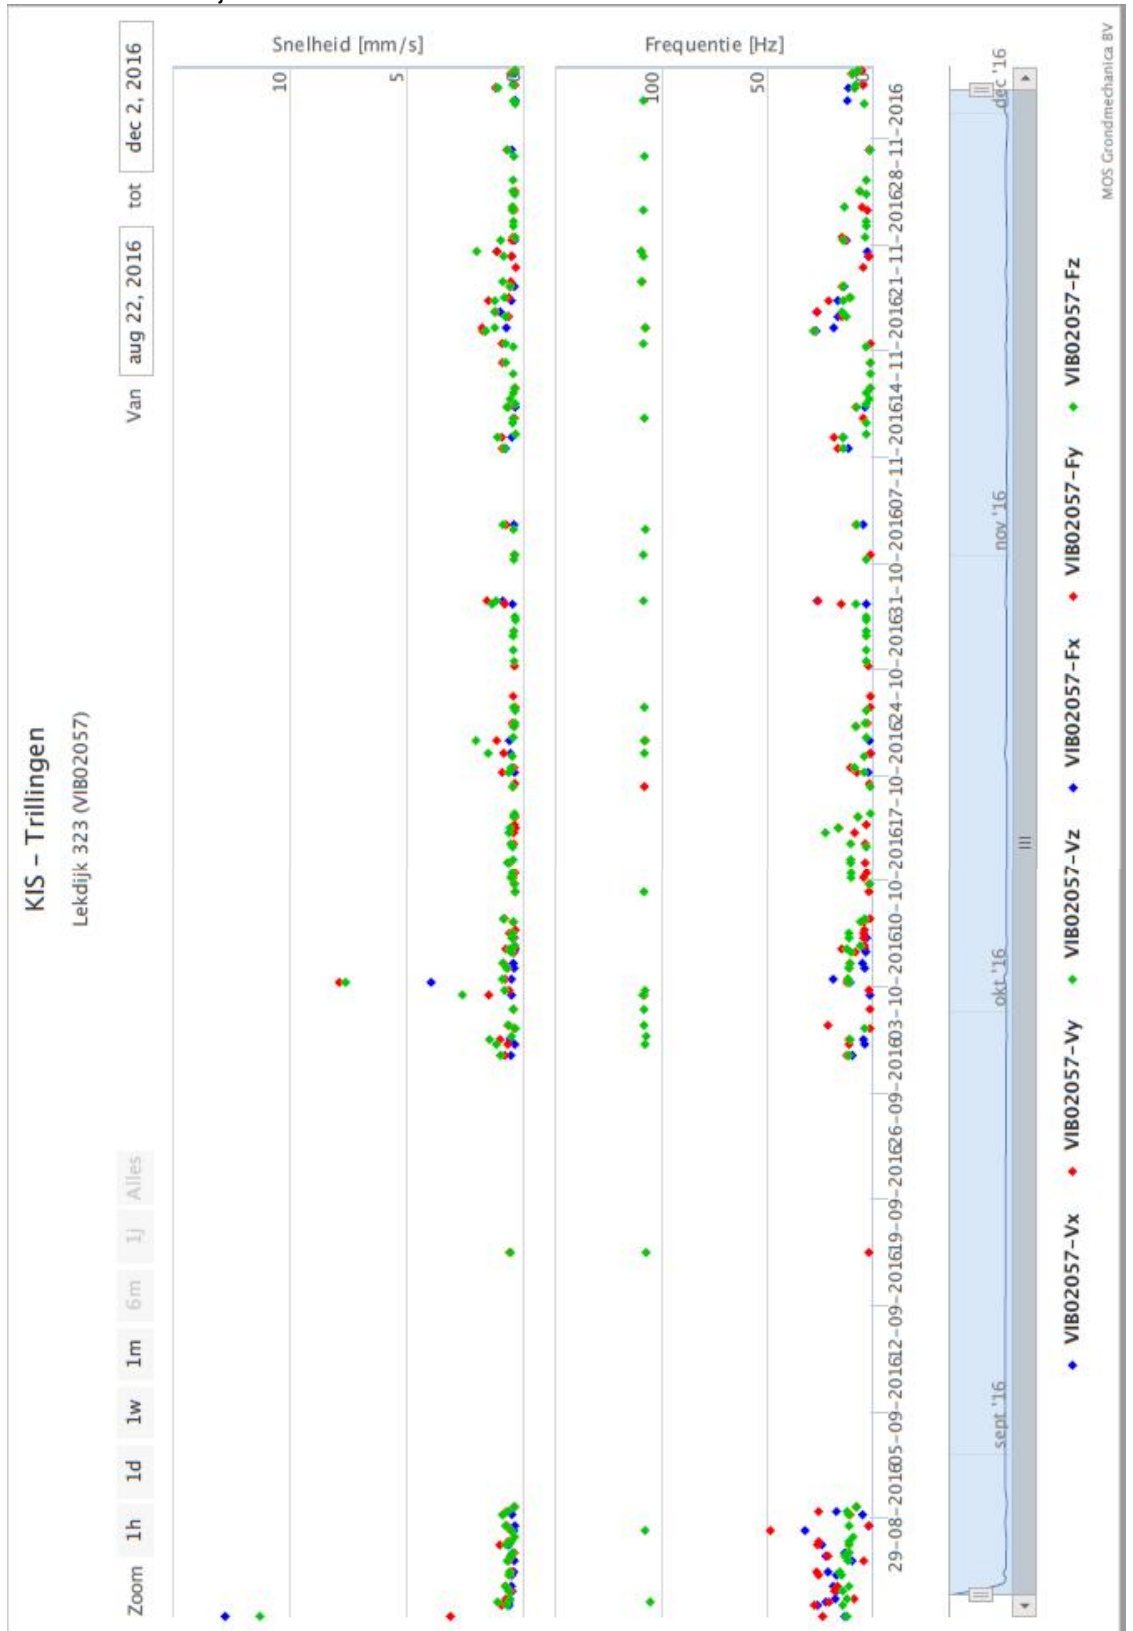 KIS – Trillingen
Lekdijk 323 (VIB02057)
Zoom 1h 1d 1w 1m 6m 1j Alles
Van aug 22, 2016 tot dec 2, 2016
Snelheid [mm/s]
10
5
0
Frequentie [Hz]
100
50
0
29-08-2016 05-09-2016 12-09-2016 19-09-2016 26-09-2016 03-10-2016 10-10-2016 17-10-2016 24-10-2016 31-10-2016 07-11-2016 14-11-2016 21-11-2016 28-11-2016
sept '16 okt '16 nov '16 dec '16
VIB02057-Vx VIB02057-Vy VIB02057-Vz VIB02057-Fx VIB02057-Fy VIB02057-Fz
MOS Grondmechanica BV